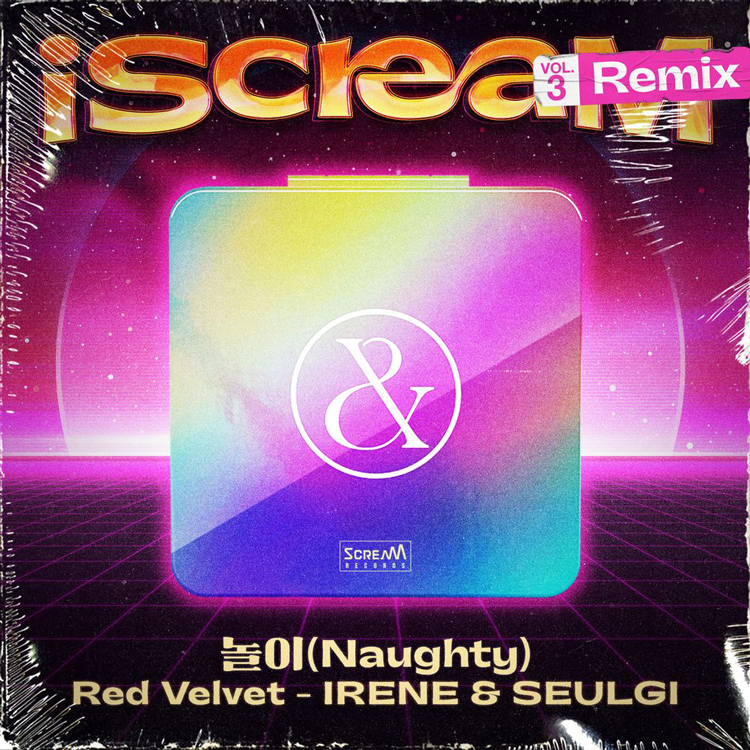 iScreaM
VOL.
3
Remix
&
SCREAM
RECORDS
놀이(Naughty)
Red Velvet - IRENE & SEULGI